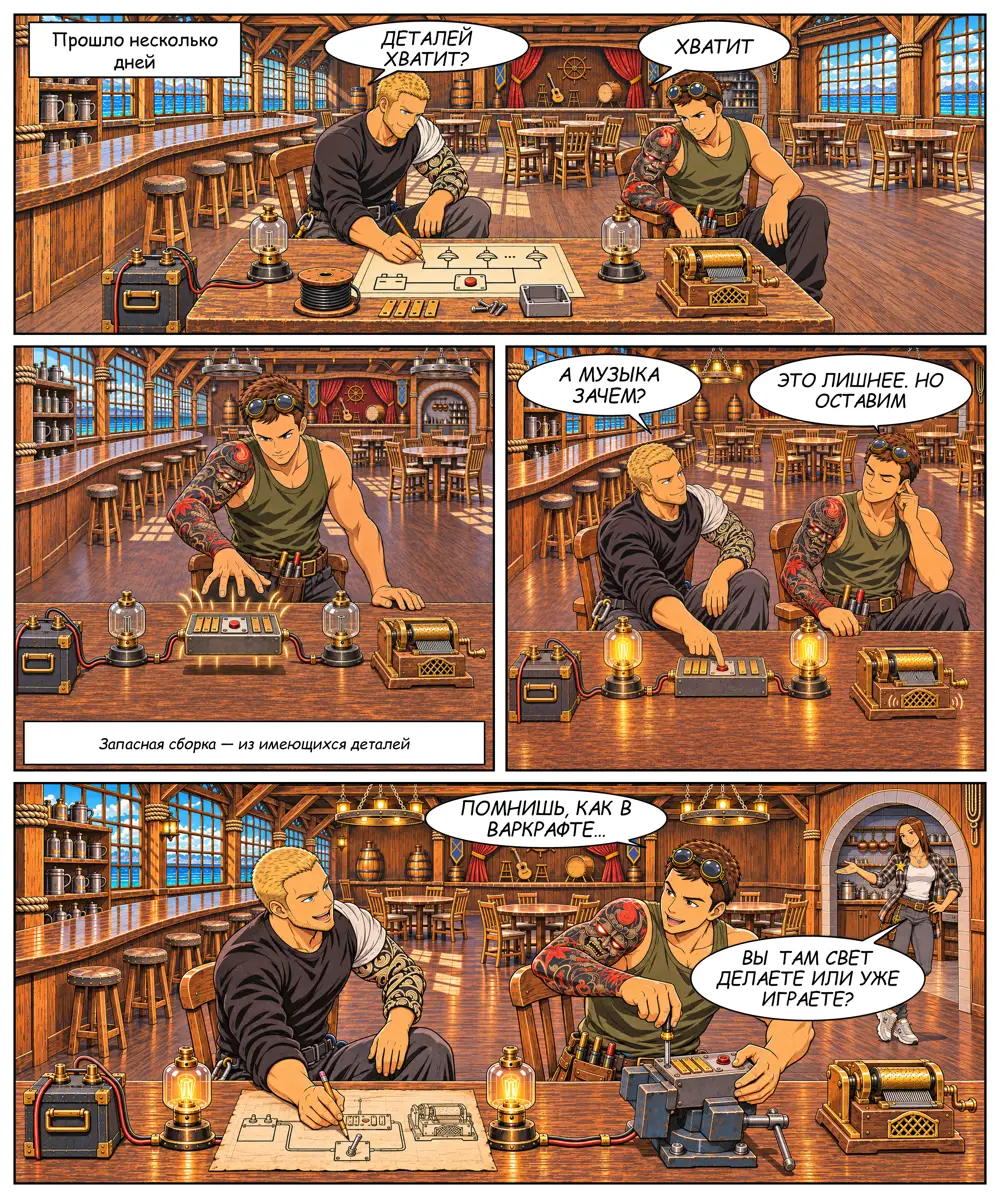 Прошло несколько
дней
ДЕТАЛЕЙ
ХВАТИТ?
ХВАТИТ
Запасная сборка — из имеющихся деталей
А МУЗЫКА
ЗАЧЕМ?
ЭТО ЛИШНЕЕ. НО
ОСТАВИМ
ПОМНИШЬ, КАК В
ВАРКРАФТЕ...
ВЫ ТАМ СВЕТ
ДЕЛАЕТЕ ИЛИ УЖЕ
ИГРАЕТЕ?